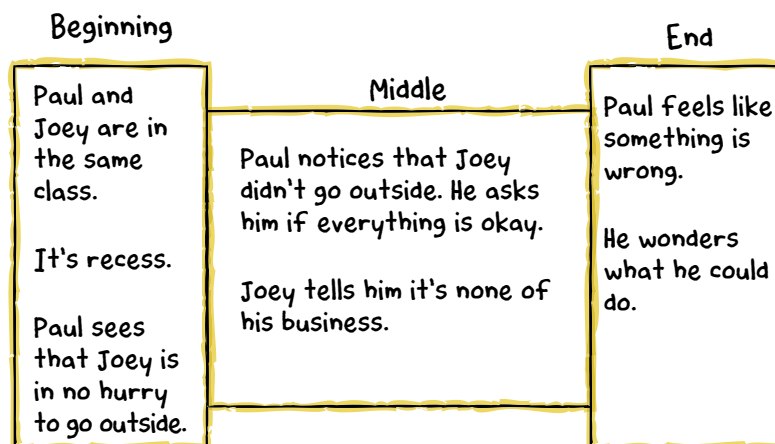 Beginning
Paul and
Joey are in
the same
class.
It's recess.
Paul sees
that Joey is
in no hurry
to go outside.
Middle
Paul notices that Joey
didn't go outside. He asks
him if everything is okay.
Joey tells him it's none of
his business.
End
Paul feels like
something is
wrong.
He wonders
what he could
do.